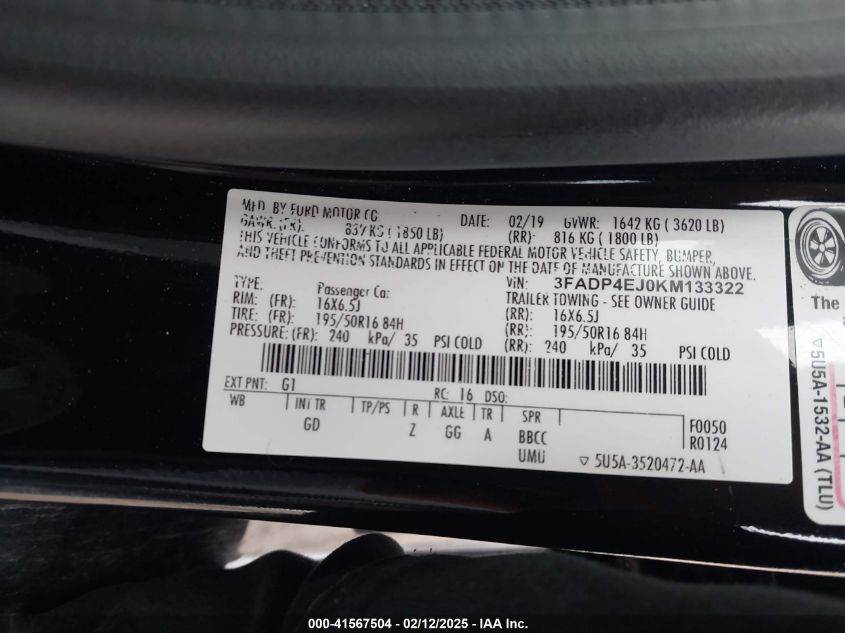 MFD. BY FORD MOTOR CO. DATE: 02/19 GVWR: 1642 KG ( 3620 LB)
GAWR: (FR): 839 KG ( 1850 LB) (RR): 816 KG ( 1800 LB)
THIS VEHICLE CONFORMS TO ALL APPLICABLE FEDERAL MOTOR VEHICLE SAFETY, BUMPER,
AND THEFT PREVENTION STANDARDS IN EFFECT ON THE DATE OF MANUFACTURE SHOWN ABOVE.
VIN: 3FADP4EJ0KM133322
TYPE: Passenger Car TRAILER TOWING - SEE OWNER GUIDE
RIM: (FR): 16X6.5J (RR): 16X6.5J
TIRE: (FR): 195/50R16 84H (RR): 195/50R16 84H
PRESSURE: (FR): 240 kPa/ 35 PSI COLD (RR): 240 kPa/ 35 PSI COLD
EXT PNT: G1 RC: 16 DSO:
WB INT TR TP/PS R AXLE TR SPR F0050
GD Z GG A BBCC R0124
UMU ▽ 5U5A-3520472-AA
The
▽5U5A-1532-AA (TLU)
000-41567504 — 02/12/2025 — IAA Inc.